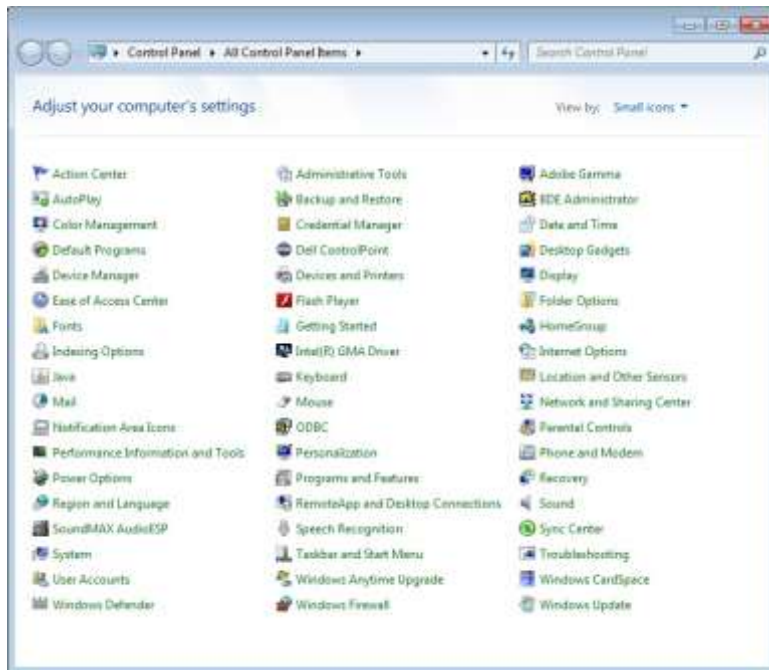 Control Panel All Control Panel Items Search Control Panel
Adjust your computer's settings View by: Small icons
Action Center Administrative Tools Adobe Gamma
AutoPlay Backup and Restore BDE Administrator
Color Management Credential Manager Date and Time
Default Programs Dell ControlPoint Desktop Gadgets
Device Manager Devices and Printers Display
Ease of Access Center Flash Player Folder Options
Fonts Getting Started HomeGroup
Indexing Options Intel(R) GMA Driver Internet Options
Java Keyboard Location and Other Sensors
Mail Mouse Network and Sharing Center
Notification Area Icons ODBC Parental Controls
Performance Information and Tools Personalization Phone and Modem
Power Options Programs and Features Recovery
Region and Language RemoteApp and Desktop Connections Sound
SoundMAX AudioESP Speech Recognition Sync Center
System Taskbar and Start Menu Troubleshooting
User Accounts Windows Anytime Upgrade Windows CardSpace
Windows Defender Windows Firewall Windows Update